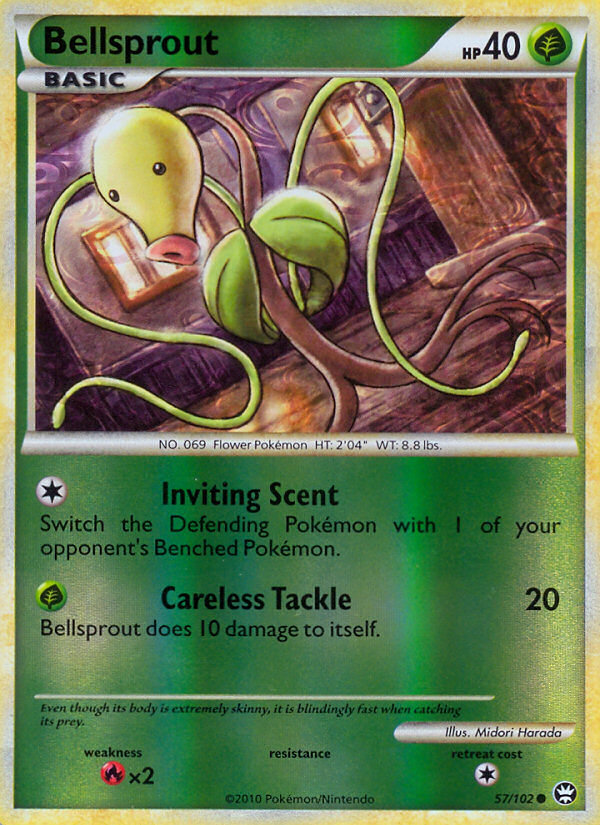 Bellsprout
HP 40
BASIC
NO. 069 Flower Pokémon HT: 2'04" WT: 8.8 lbs.
Inviting Scent
Switch the Defending Pokémon with 1 of your
opponent's Benched Pokémon.
Careless Tackle 20
Bellsprout does 10 damage to itself.
Even though its body is extremely skinny, it is blindingly fast when catching
its prey.
Illus. Midori Harada
weakness resistance retreat cost
×2
©2010 Pokémon/Nintendo 57/102